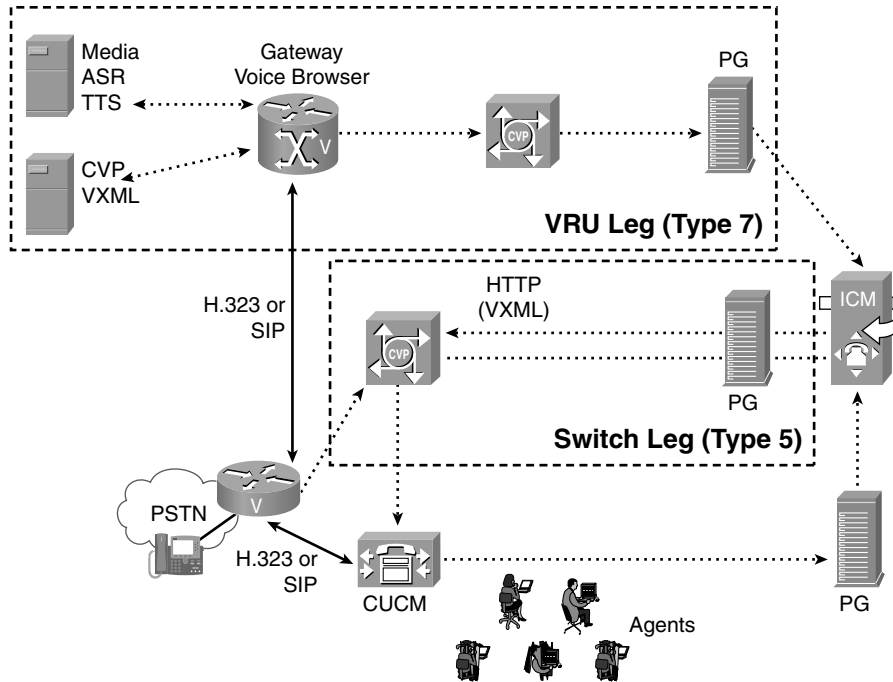 Media
ASR
TTS
Gateway
Voice Browser
PG
V
CVP
CVP
VXML
VRU Leg (Type 7)
H.323 or
SIP
HTTP
(VXML)
ICM
CVP
PG
Switch Leg (Type 5)
PSTN
V
H.323 or
SIP
CUCM
PG
Agents